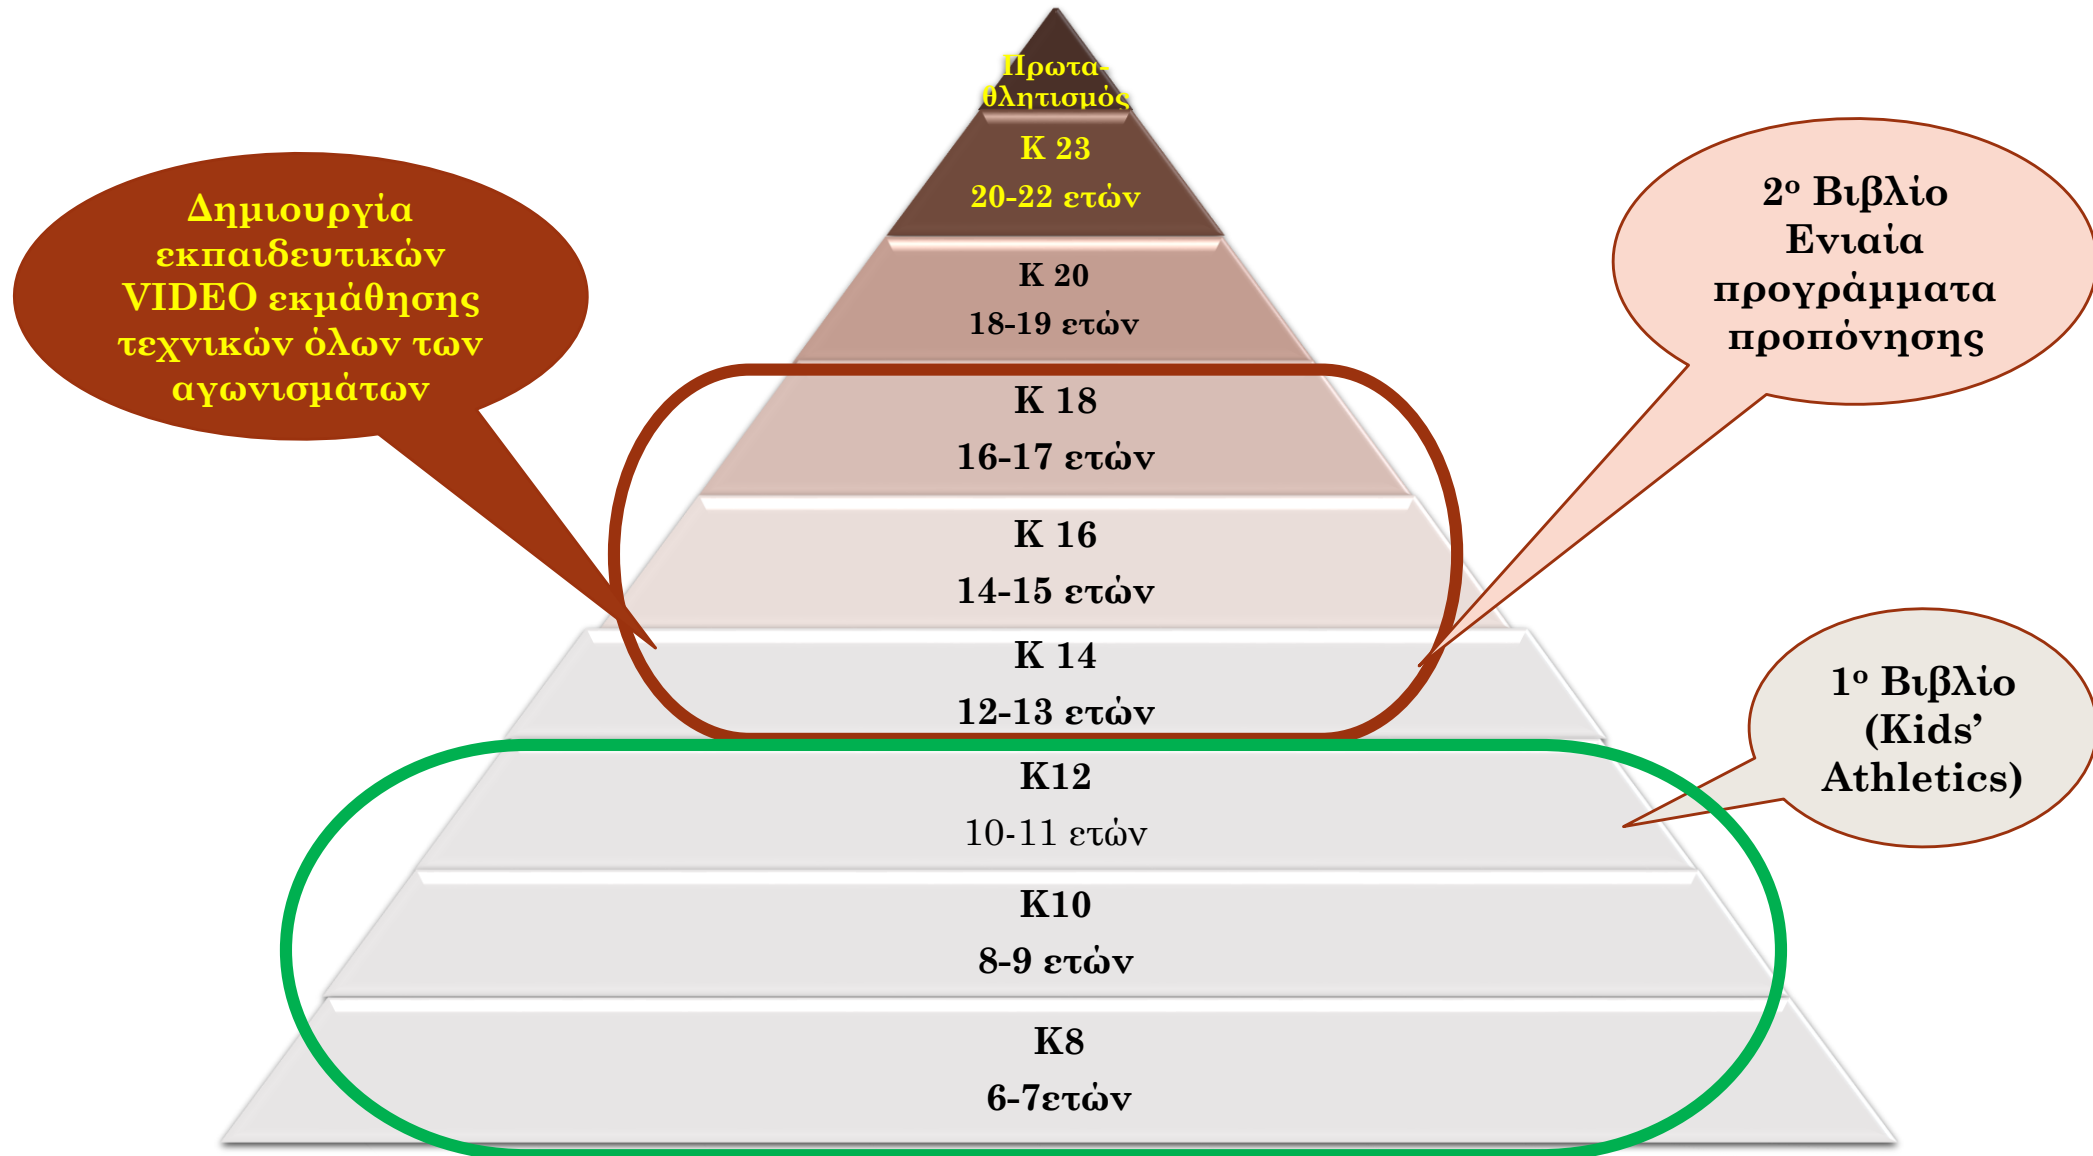 Πρωτα-
θλητισμός
Κ 23
20-22 ετών
Κ 20
18-19 ετών
Κ 18
16-17 ετών
Κ 16
14-15 ετών
Κ 14
12-13 ετών
Κ12
10-11 ετών
Κ10
8-9 ετών
Κ8
6-7ετών
Δημιουργία
εκπαιδευτικών
VIDEO εκμάθησης
τεχνικών όλων των
αγωνισμάτων
2ο Βιβλίο
Ενιαία
προγράμματα
προπόνησης
1ο Βιβλίο
(Kids’
Athletics)